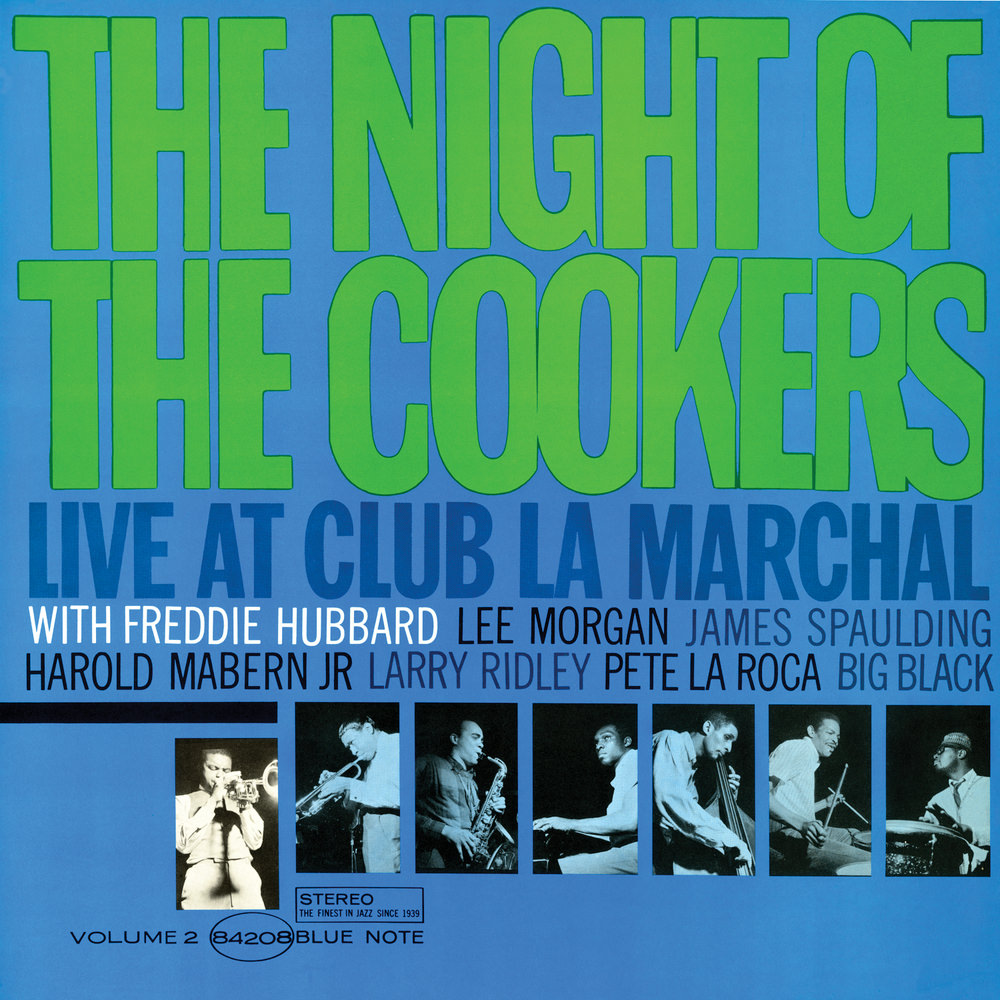 THE NIGHT OF
THE COOKERS
LIVE AT CLUB LA MARCHAL
WITH FREDDIE HUBBARD LEE MORGAN JAMES SPAULDING
HAROLD MABERN JR LARRY RIDLEY PETE LA ROCA BIG BLACK
STEREO
THE FINEST IN JAZZ SINCE 1939
VOLUME 2 84208 BLUE NOTE